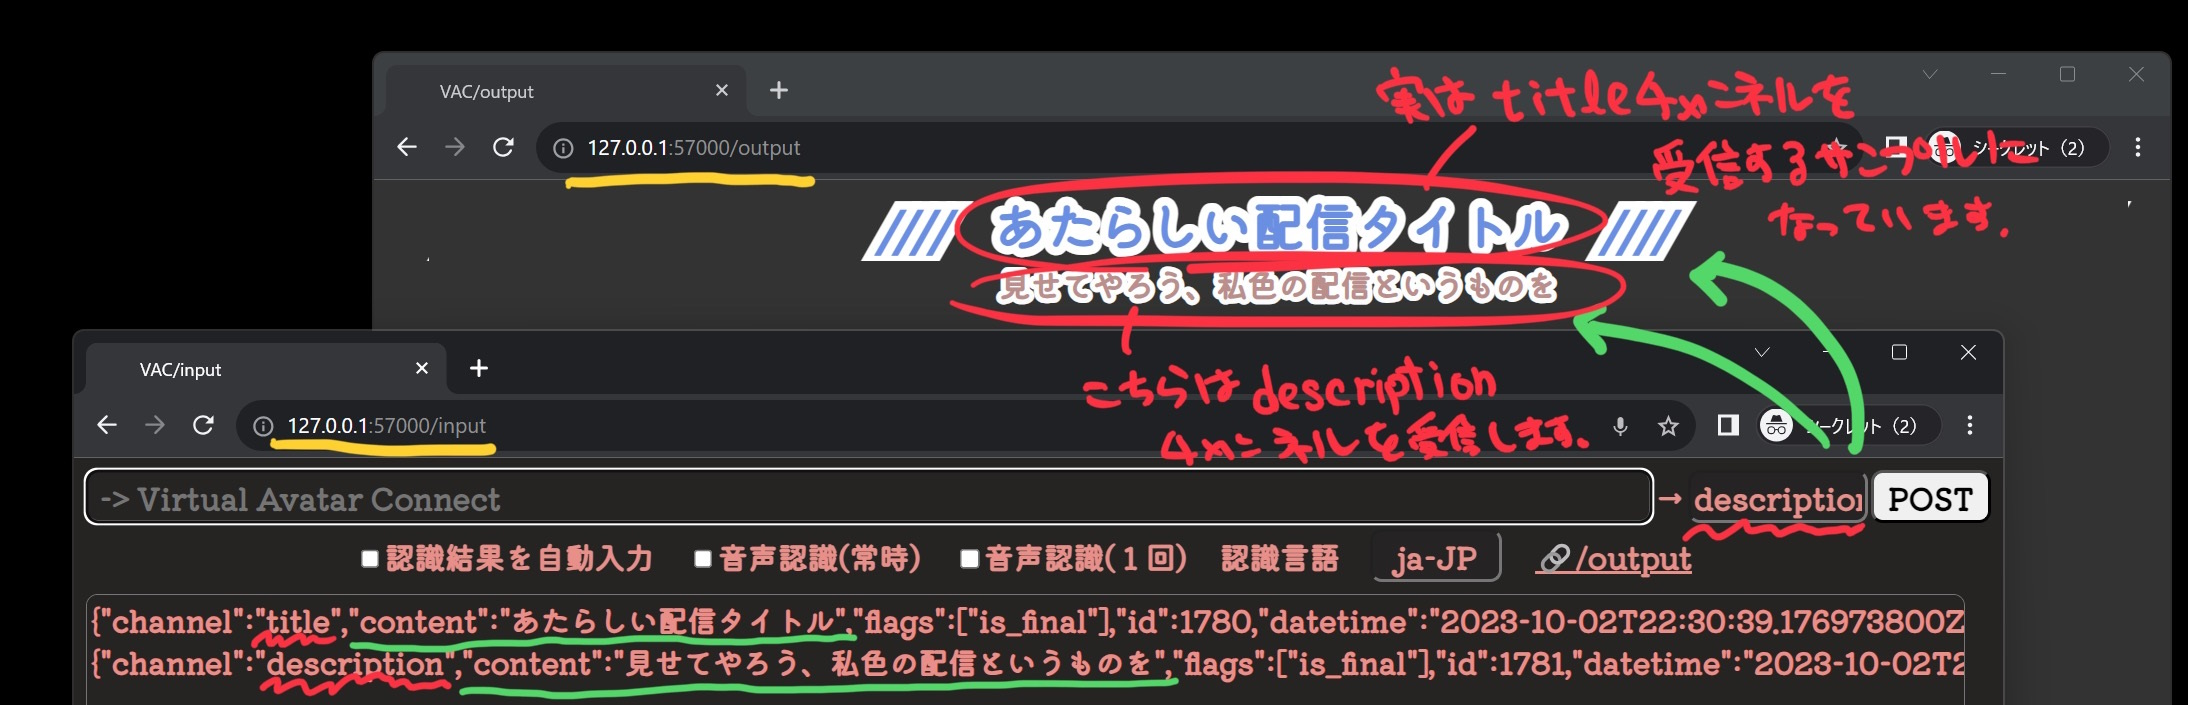 VAC/output
127.0.0.1:57000/output
シークレット (2)
実は titleチャンネルを
受信するサンプルに
なっています.
あたらしい配信タイトル
見せてやろう、私色の配信というものを
こちらは description
チャンネルを受信します.
VAC/input
127.0.0.1:57000/input
シークレット (2)
-> Virtual Avatar Connect
→ description POST
認識結果を自動入力 音声認識(常時) 音声認識(1回) 認識言語 ja-JP 🔗/output
{"channel":"title","content":"あたらしい配信タイトル","flags":["is_final"],"id":1780,"datetime":"2023-10-02T22:30:39.176973800Z
{"channel":"description","content":"見せてやろう、私色の配信というものを","flags":["is_final"],"id":1781,"datetime":"2023-10-02T2